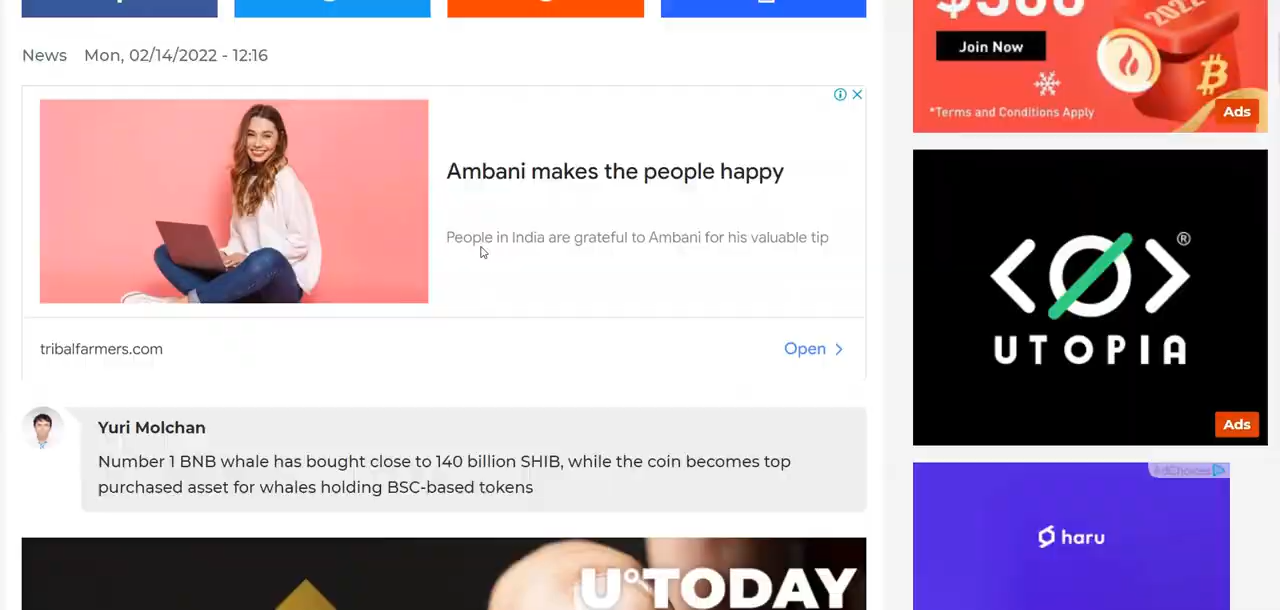 $500
2022
Join Now
*Terms and Conditions Apply
Ads
News Mon, 02/14/2022 - 12:16
Ambani makes the people happy
People in India are grateful to Ambani for his valuable tip
tribalfarmers.com
Open
UTOPIA
®
Ads
Yuri Molchan
Number 1 BNB whale has bought close to 140 billion SHIB, while the coin becomes top
purchased asset for whales holding BSC-based tokens
AdChoices
haru
U°TODAY